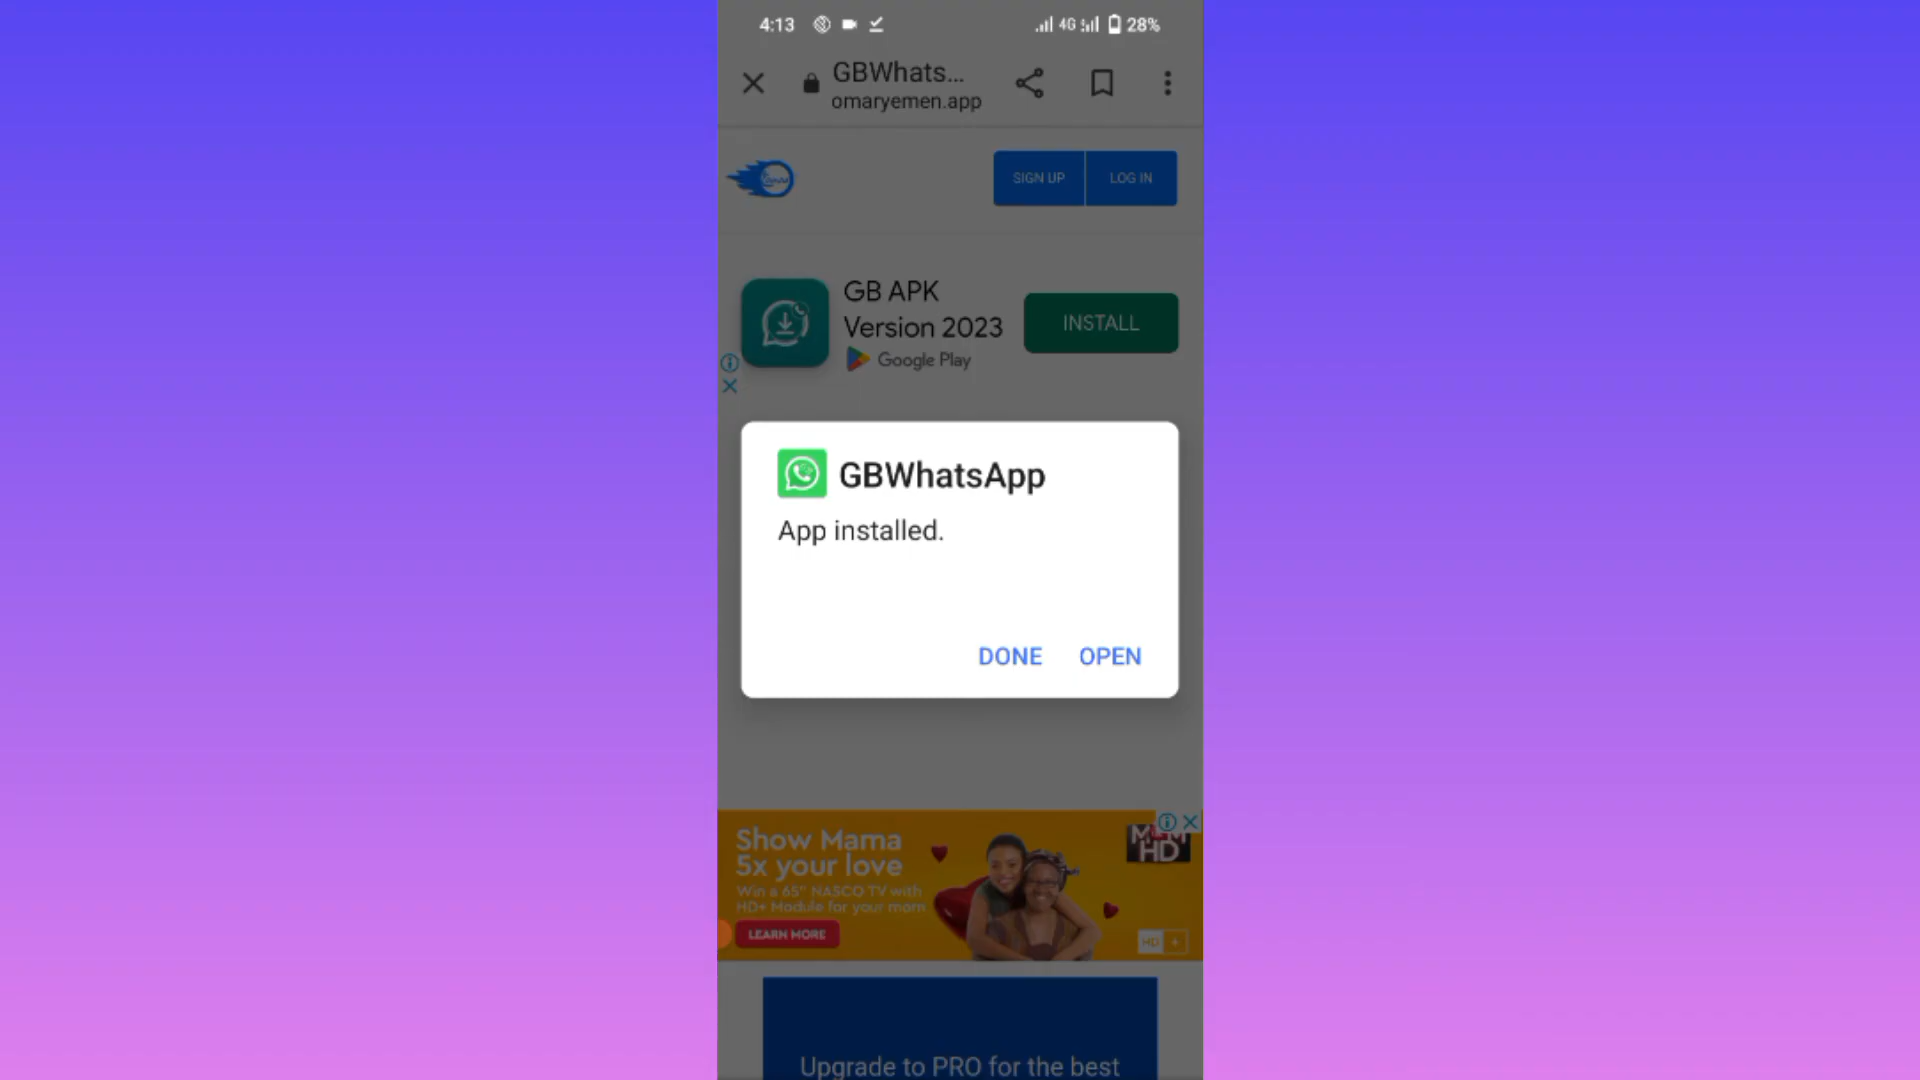 4:13
4G
28%
GBWhats...
omaryemen.app
SIGN UP
LOG IN
GB APK
Version 2023
Google Play
INSTALL
GBWhatsApp
App installed.
DONE
OPEN
Show Mama
5x your love
Win a 65" NASCO TV with
HD+ Module for your mom
LEARN MORE
HD
HD +
Upgrade to PRO for the best